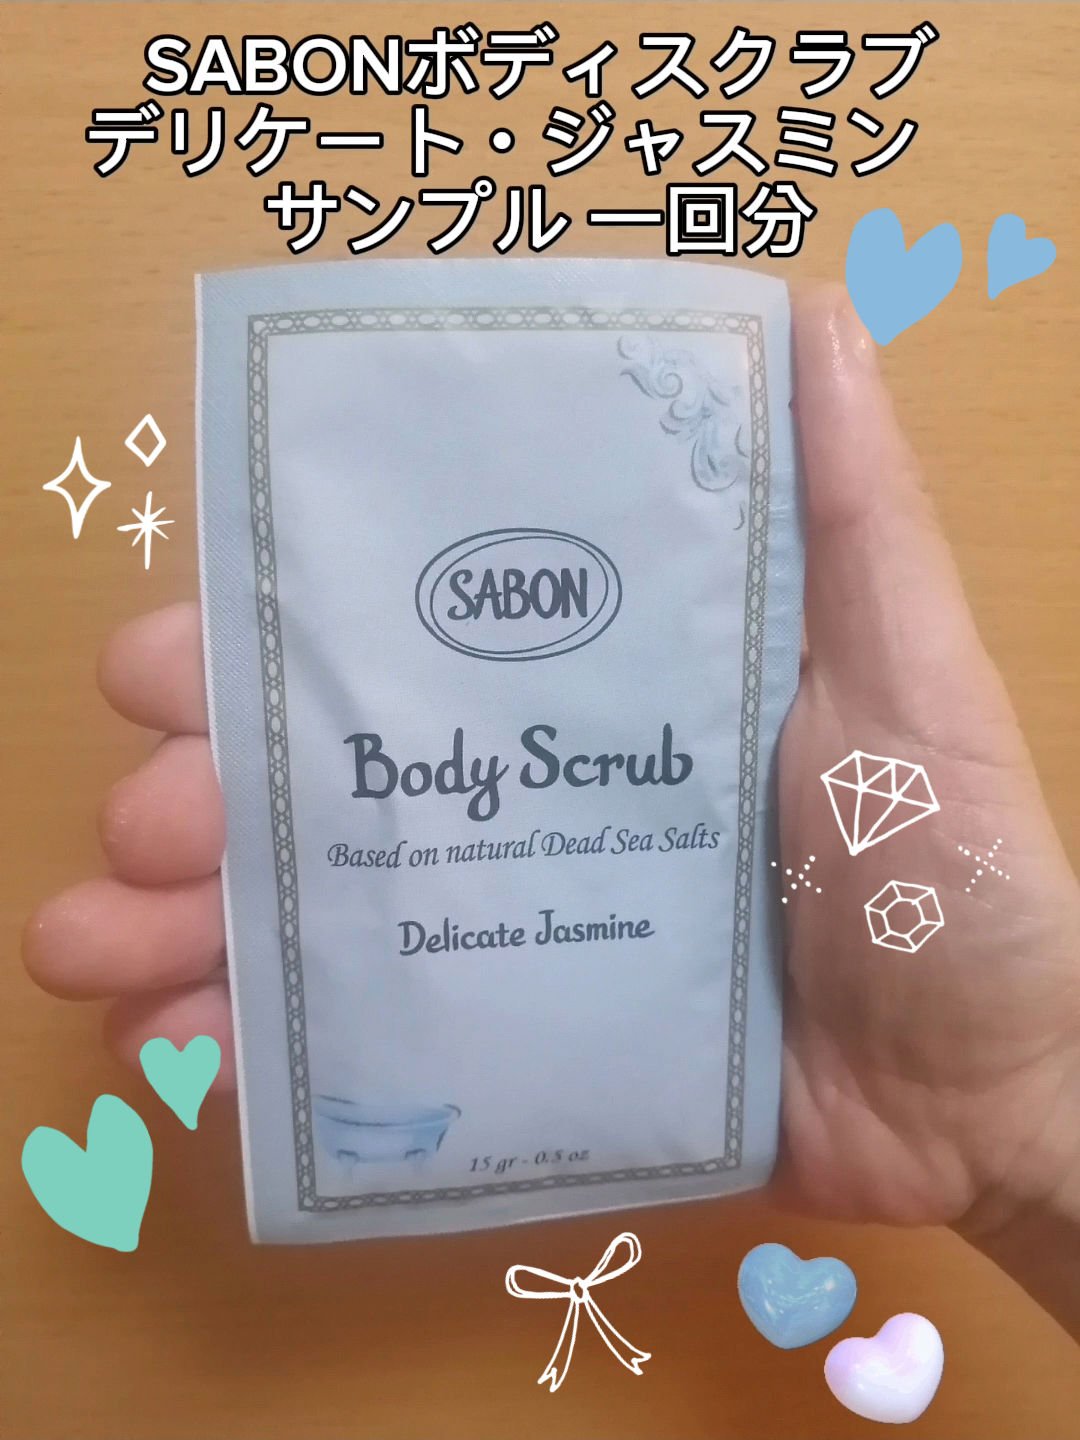 SABONボディスクラブ
デリケート・ジャスミン
サンプル 一回分
SABON
Body Scrub
Based on natural Dead Sea Salts
Delicate Jasmine
15 gr - 0.5 oz